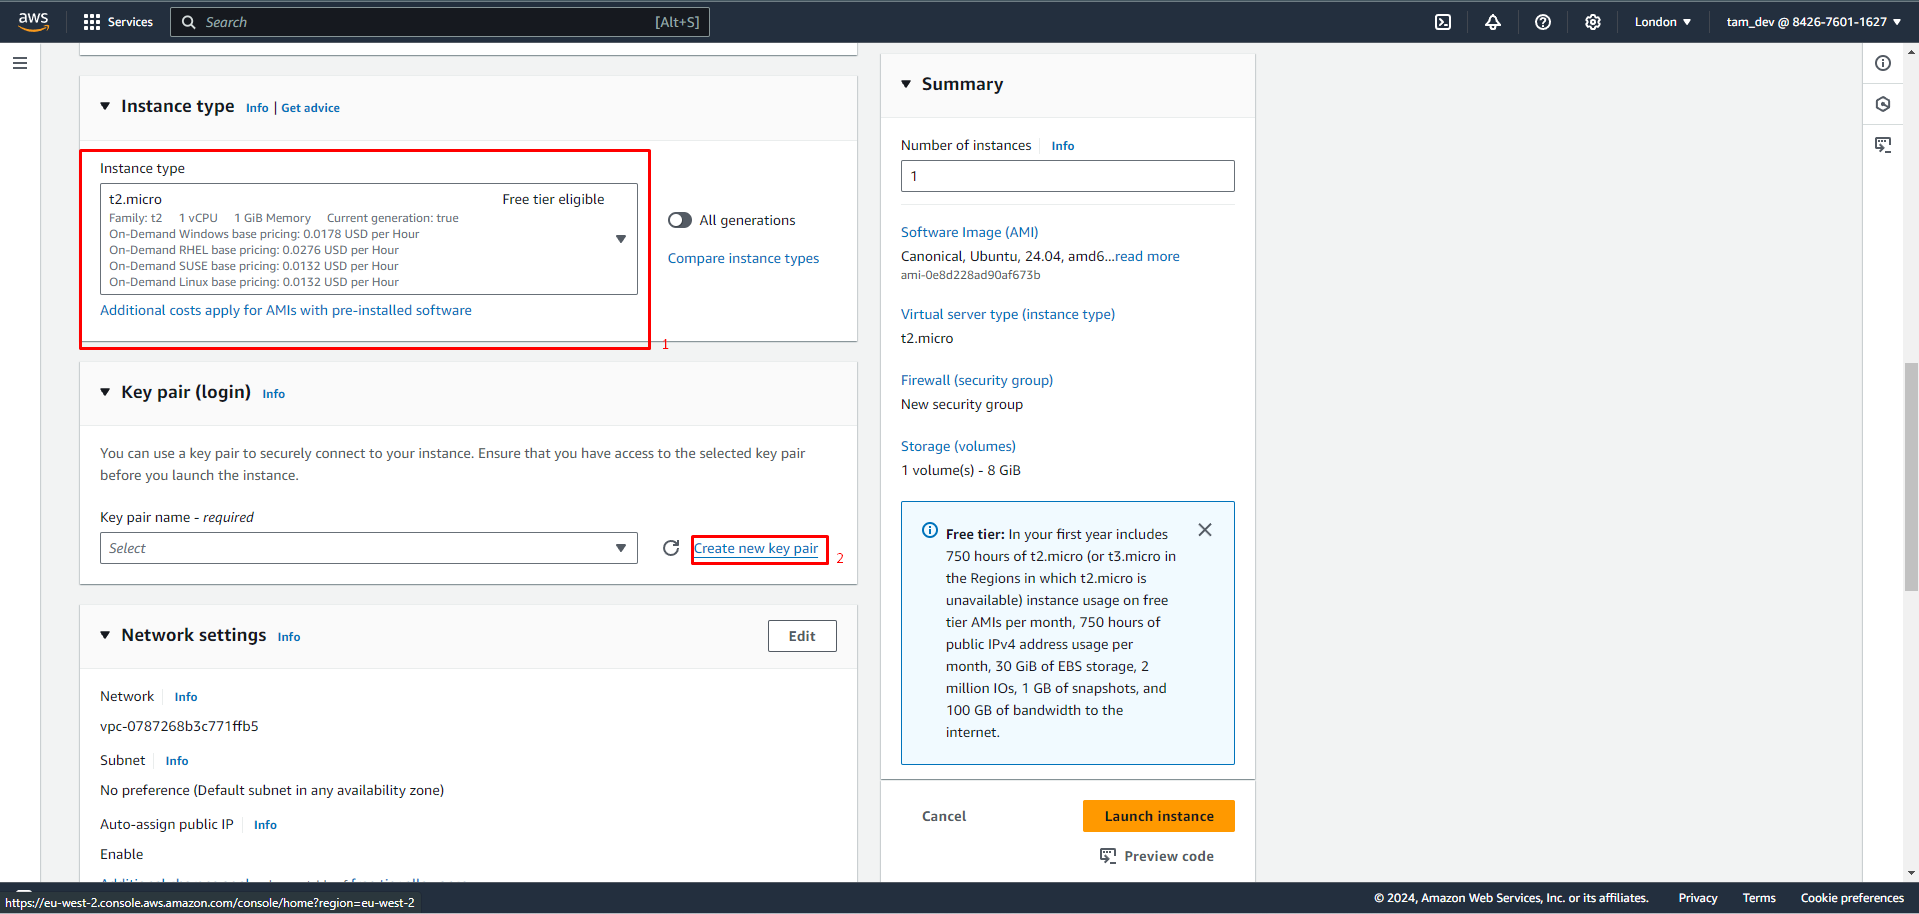 aws
Services
Search
[Alt+S]
London
tam_dev @ 8426-7601-1627
Instance type Info | Get advice
Instance type
t2.micro Free tier eligible
Family: t2 1 vCPU 1 GiB Memory Current generation: true
On-Demand Windows base pricing: 0.0178 USD per Hour
On-Demand RHEL base pricing: 0.0276 USD per Hour
On-Demand SUSE base pricing: 0.0132 USD per Hour
On-Demand Linux base pricing: 0.0132 USD per Hour
All generations
Compare instance types
Additional costs apply for AMIs with pre-installed software
1
Key pair (login) Info
You can use a key pair to securely connect to your instance. Ensure that you have access to the selected key pair
before you launch the instance.
Key pair name - required
Select
Create new key pair
2
Network settings Info
Edit
Network Info
vpc-0787268b3c771ffb5
Subnet Info
No preference (Default subnet in any availability zone)
Auto-assign public IP Info
Enable
Summary
Number of instances Info
1
Software Image (AMI)
Canonical, Ubuntu, 24.04, amd6...read more
ami-0e8d228ad90af673b
Virtual server type (instance type)
t2.micro
Firewall (security group)
New security group
Storage (volumes)
1 volume(s) - 8 GiB
Free tier: In your first year includes
750 hours of t2.micro (or t3.micro in
the Regions in which t2.micro is
unavailable) instance usage on free
tier AMIs per month, 750 hours of
public IPv4 address usage per
month, 30 GiB of EBS storage, 2
million IOs, 1 GB of snapshots, and
100 GB of bandwidth to the
internet.
Cancel
Launch instance
Preview code
https://eu-west-2.console.aws.amazon.com/console/home?region=eu-west-2
© 2024, Amazon Web Services, Inc. or its affiliates.
Privacy
Terms
Cookie preferences